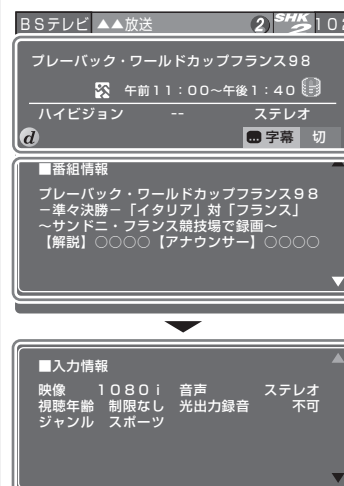 BSテレビ ▲▲放送 2 SHK 2 102
プレーバック・ワールドカップフランス98
午前11:00~午後1:40
ハイビジョン -- ステレオ
d 字幕 切
■番組情報
プレーバック・ワールドカップフランス98
－準々決勝－「イタリア」対「フランス」
~サンドニ・フランス競技場で録画~
【解説】○○○○【アナウンサー】○○○○
■入力情報
映像 1080i 音声 ステレオ
視聴年齢 制限なし 光出力録音 不可
ジャンル スポーツ